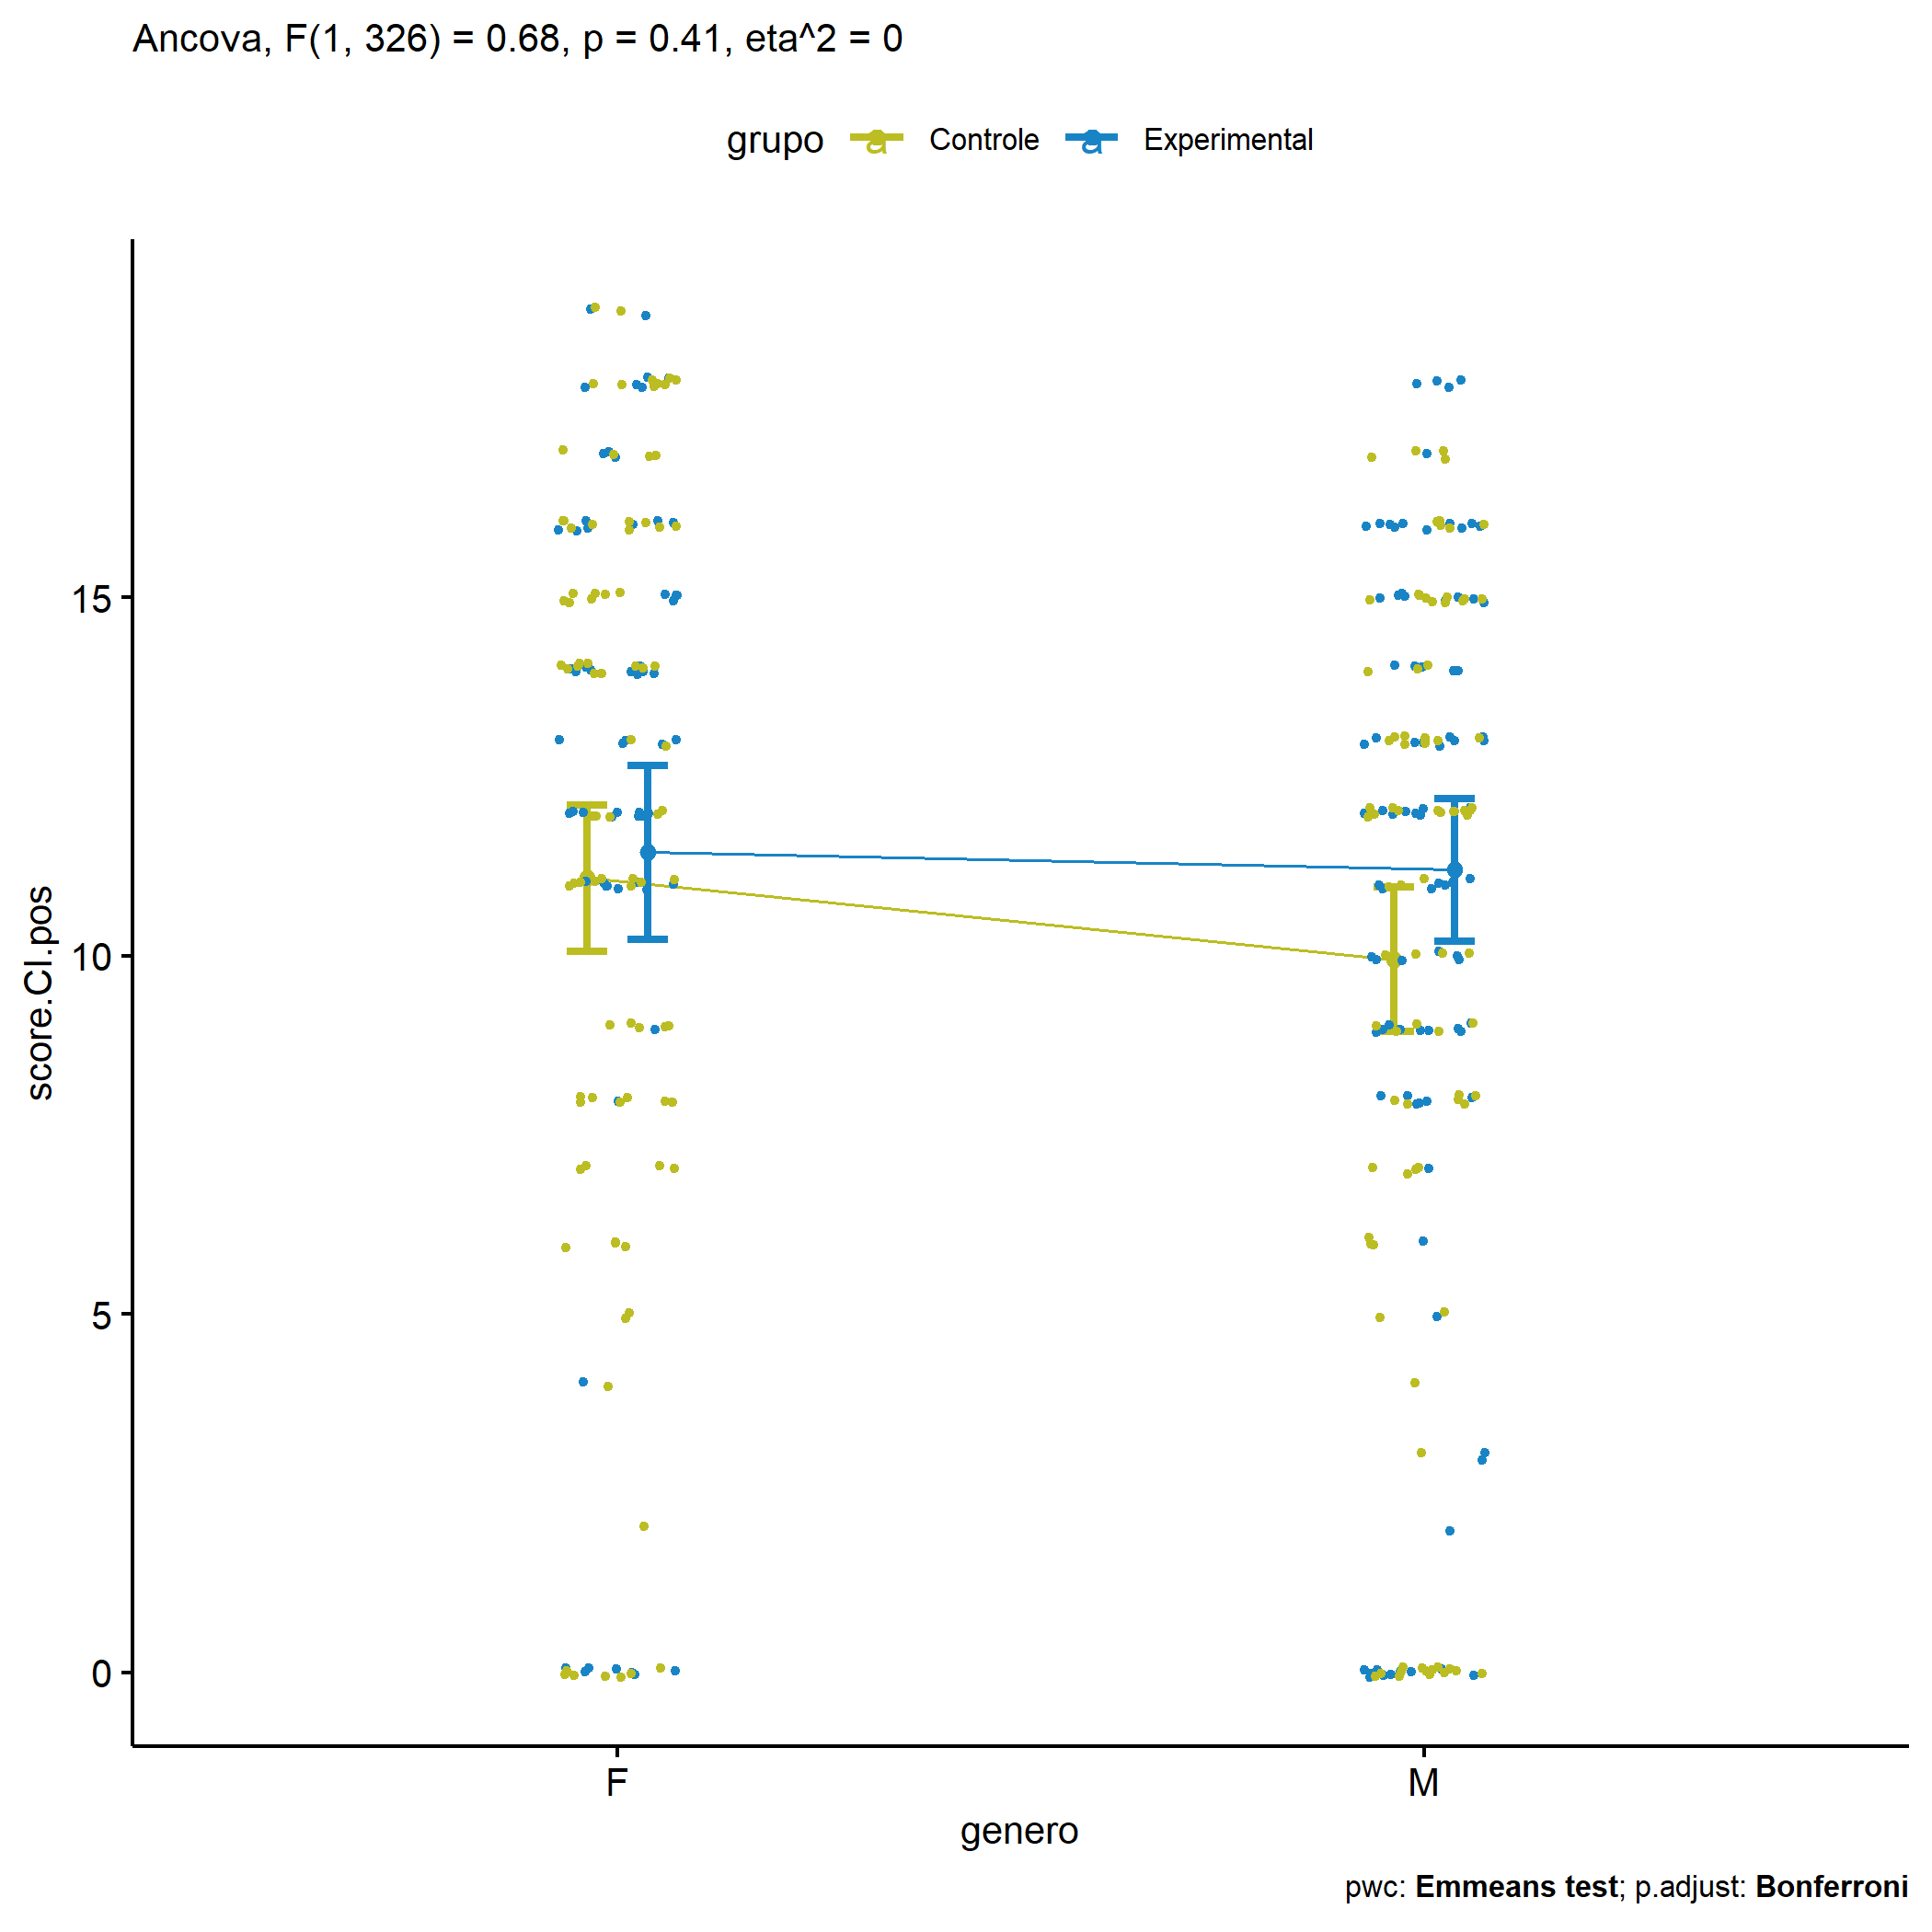 Ancova, F(1, 326) = 0.68, p = 0.41, eta^2 = 0
grupo a Controle a Experimental
15
10
5
0
score.CI.pos
F M
genero
pwc: Emmeans test; p.adjust: Bonferroni